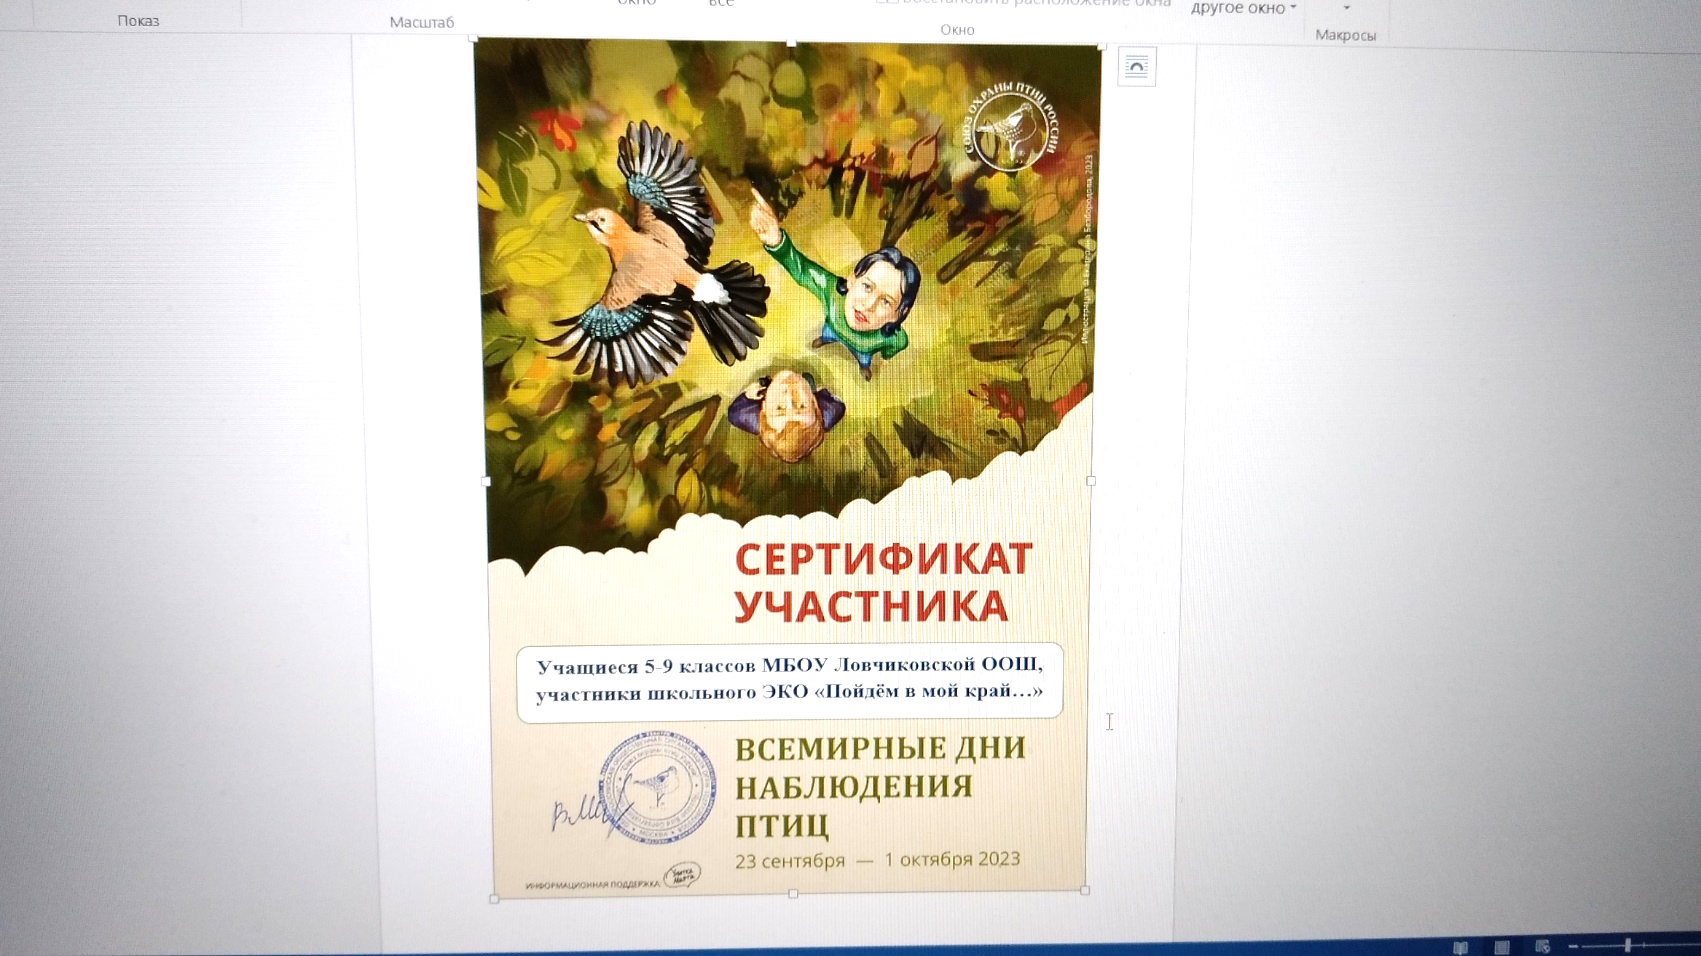 Показ
Масштаб
Окно
другое окно
Макросы
СОЮЗ ОХРАНЫ ПТИЦ РОССИИ
СЕРТИФИКАТ
УЧАСТНИКА
Учащиеся 5-9 классов МБОУ Ловчиковской ООШ,
участники школьного ЭКО «Пойдём в мой край...»
ВСЕМИРНЫЕ ДНИ
НАБЛЮДЕНИЯ
ПТИЦ
23 сентября — 1 октября 2023
ИНФОРМАЦИОННАЯ ПОДДЕРЖКА: